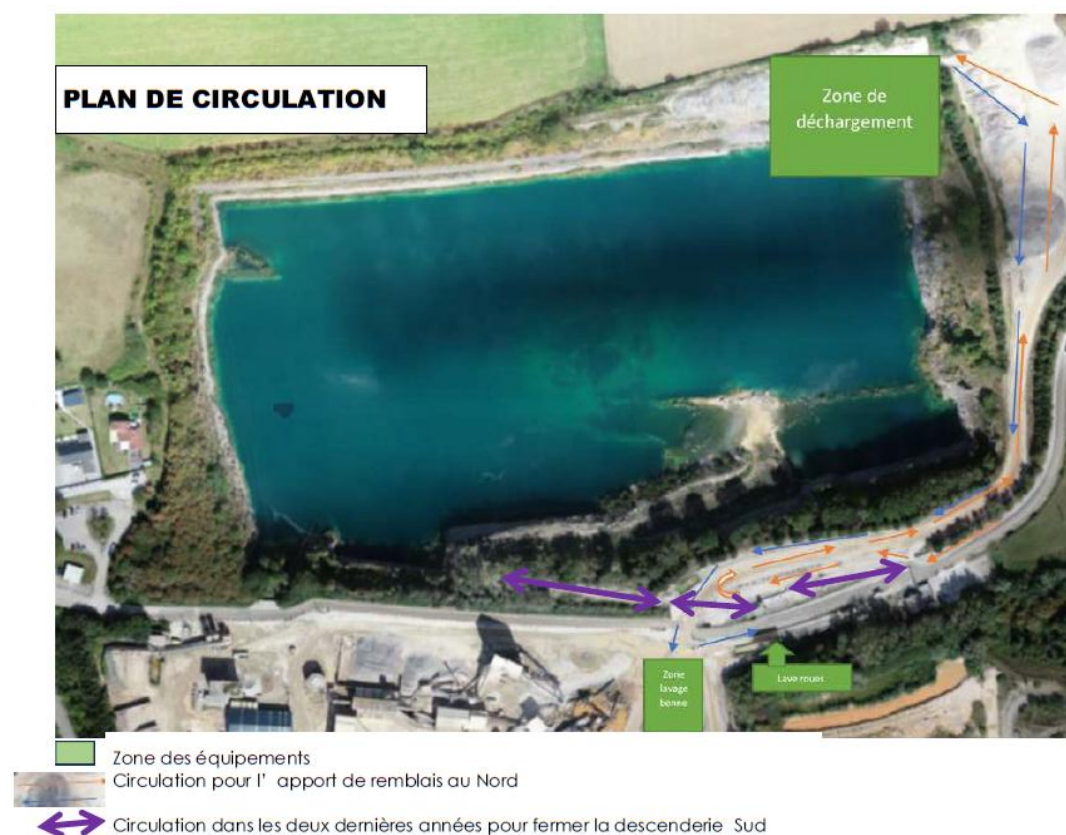 PLAN DE CIRCULATION
Zone de
déchargement
Zone
lavage
benne
Lave roues
Zone des équipements
Circulation pour l' apport de remblais au Nord
Circulation dans les deux dernières années pour fermer la descenderie Sud